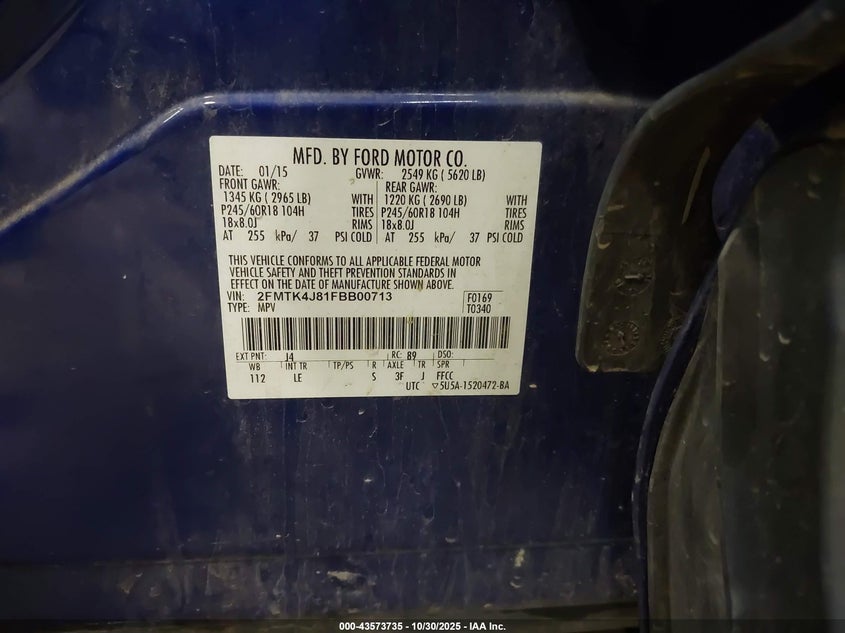 MFD. BY FORD MOTOR CO.
DATE: 01/15 GVWR: 2549 KG ( 5620 LB)
FRONT GAWR: REAR GAWR:
1345 KG ( 2965 LB) WITH 1220 KG ( 2690 LB) WITH
P245/60R18 104H TIRES P245/60R18 104H TIRES
18x8.0J RIMS 18x8.0J RIMS
AT 255 kPa/ 37 PSI COLD AT 255 kPa/ 37 PSI COLD
THIS VEHICLE CONFORMS TO ALL APPLICABLE FEDERAL MOTOR
VEHICLE SAFETY AND THEFT PREVENTION STANDARDS IN
EFFECT ON THE DATE OF MANUFACTURE SHOWN ABOVE.
VIN: 2FMTK4J81FBB00713 F0169
TYPE: MPV T0340
EXT PNT: J4 RC: 89 DSO:
WB INT TR TP/PS R AXLE TR SPR
112 LE S 3F J FFCC
UTC ▽5U5A-1520472-BA
000-43573735 - 10/30/2025 - IAA Inc.